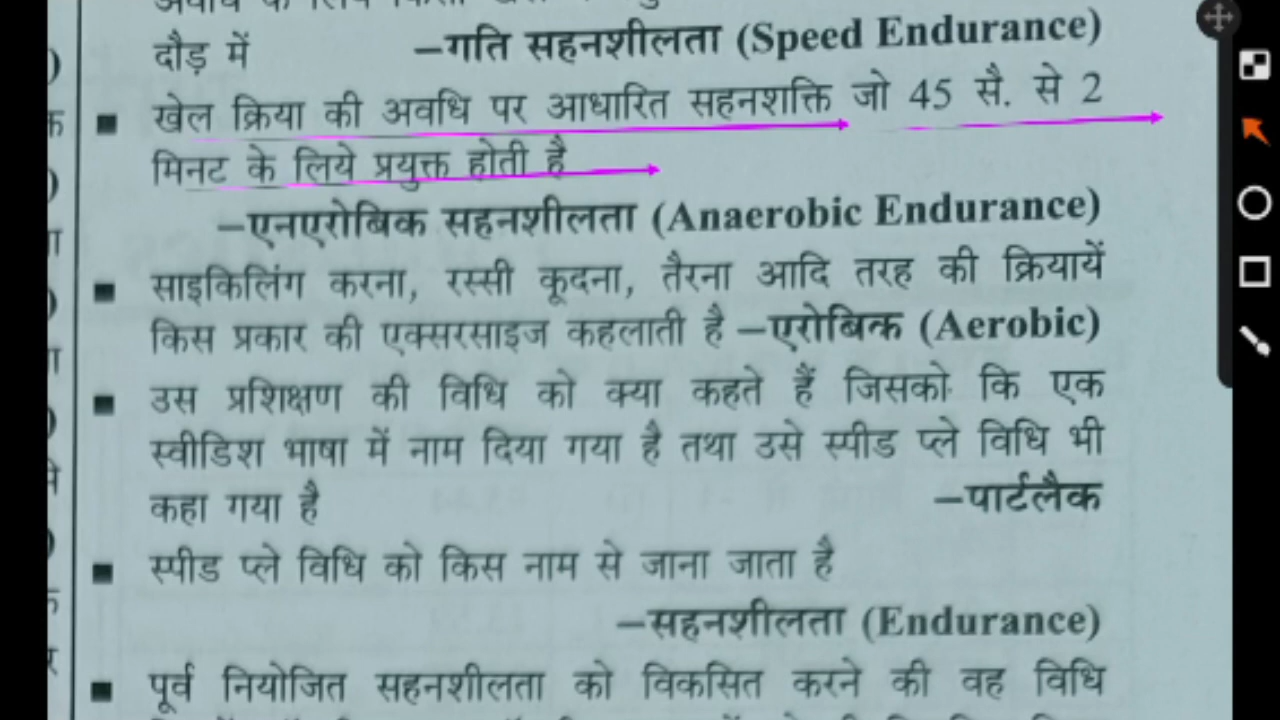 दौड़ में –गति सहनशीलता (Speed Endurance)
■ खेल क्रिया की अवधि पर आधारित सहनशक्ति जो 45 सै. से 2
मिनट के लिये प्रयुक्त होती है
–एनएरोबिक सहनशीलता (Anaerobic Endurance)
■ साइकिलिंग करना, रस्सी कूदना, तैरना आदि तरह की क्रियायें
किस प्रकार की एक्सरसाइज कहलाती है –एरोबिक (Aerobic)
■ उस प्रशिक्षण की विधि को क्या कहते हैं जिसको कि एक
स्वीडिश भाषा में नाम दिया गया है तथा उसे स्पीड प्ले विधि भी
कहा गया है –पार्टलैक
■ स्पीड प्ले विधि को किस नाम से जाना जाता है
–सहनशीलता (Endurance)
■ पूर्व नियोजित सहनशीलता को विकसित करने की वह विधि